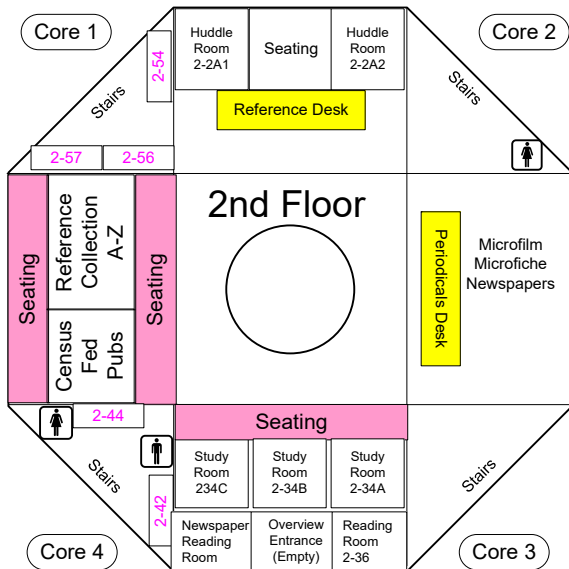 Core 1
Core 2
2-54
Huddle
Room
2-2A1
Seating
Huddle
Room
2-2A2
Stairs
Reference Desk
2-57
2-56
2nd Floor
Seating
Reference
Collection
A-Z
Seating
Periodicals Desk
Microfilm
Microfiche
Newspapers
Census
Fed
Pubs
2-44
Seating
Stairs
2-42
Study
Room
234C
Study
Room
2-34B
Study
Room
2-34A
Stairs
Newspaper
Reading
Room
Overview
Entrance
(Empty)
Reading
Room
2-36
Core 4
Core 3